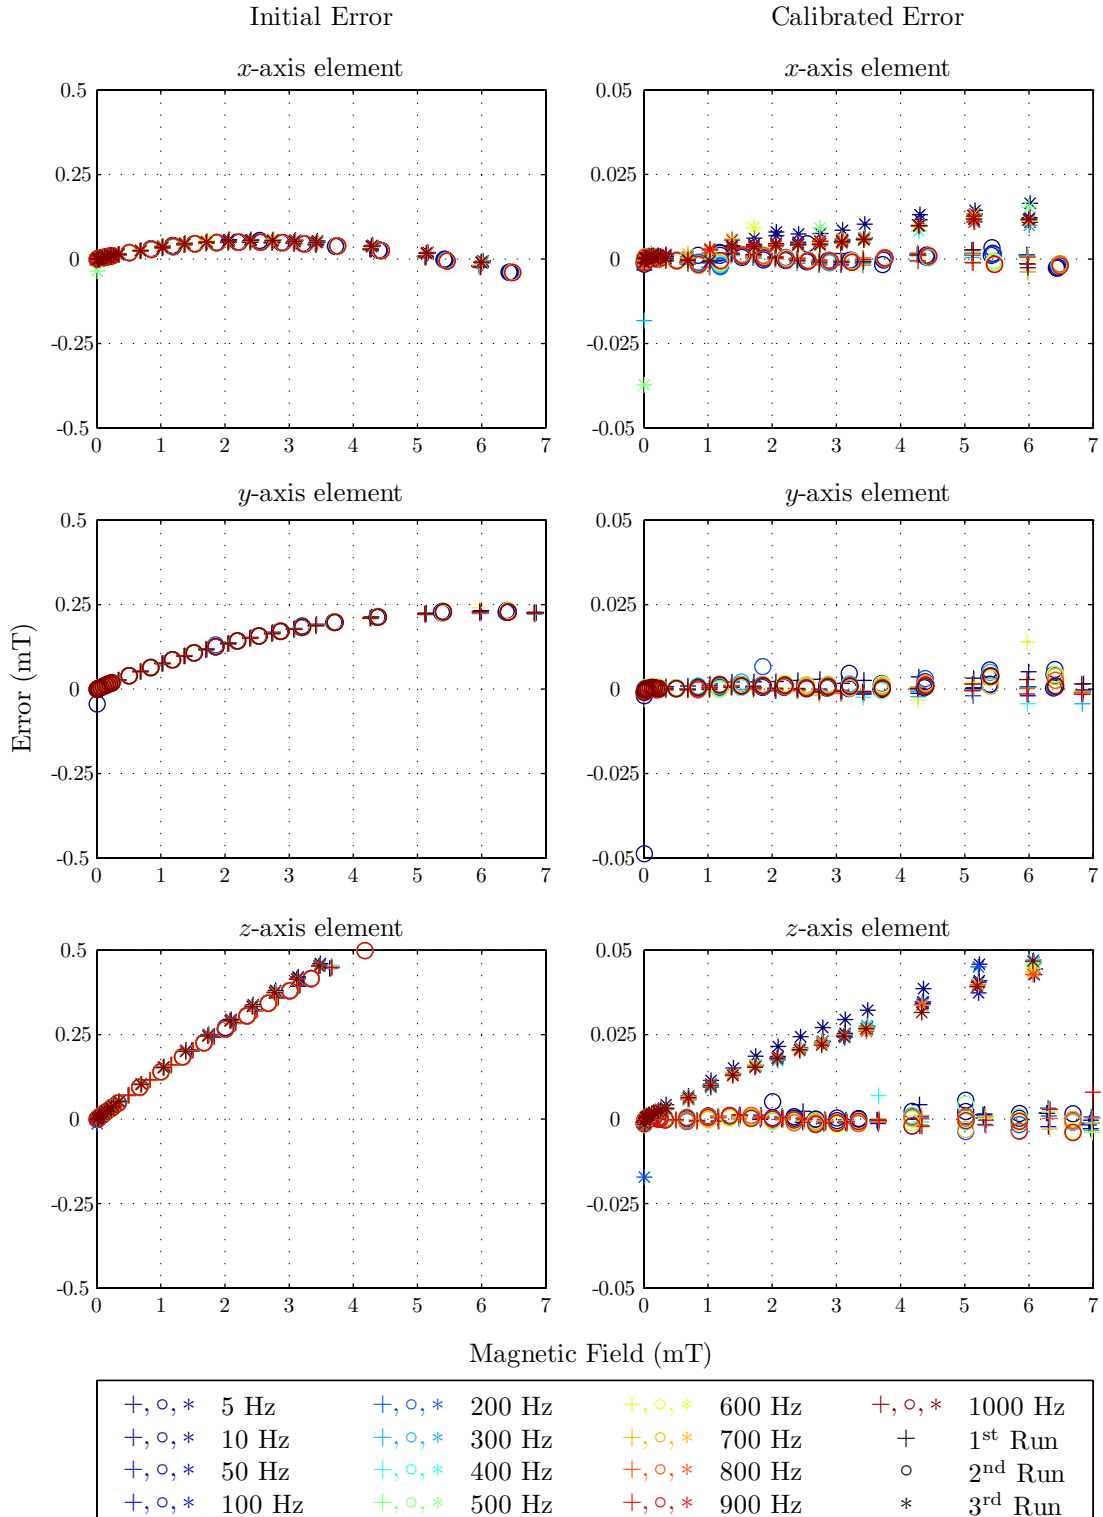 Initial Error Calibrated Error
x-axis element x-axis element
0.5 0.05
0.25 0.025
0 0
-0.25 -0.025
-0.5 -0.05
0 1 2 3 4 5 6 7 0 1 2 3 4 5 6 7
y-axis element y-axis element
0.5 0.05
0.25 0.025
0 0
-0.25 -0.025
-0.5 -0.05
0 1 2 3 4 5 6 7 0 1 2 3 4 5 6 7
Error (mT)
z-axis element z-axis element
0.5 0.05
0.25 0.025
0 0
-0.25 -0.025
-0.5 -0.05
0 1 2 3 4 5 6 7 0 1 2 3 4 5 6 7
Magnetic Field (mT)
+, ○, * 5 Hz +, ○, * 200 Hz +, ○, * 600 Hz +, ○, * 1000 Hz
+, ○, * 10 Hz +, ○, * 300 Hz +, ○, * 700 Hz + 1st Run
+, ○, * 50 Hz +, ○, * 400 Hz +, ○, * 800 Hz ○ 2nd Run
+, ○, * 100 Hz +, ○, * 500 Hz +, ○, * 900 Hz * 3rd Run